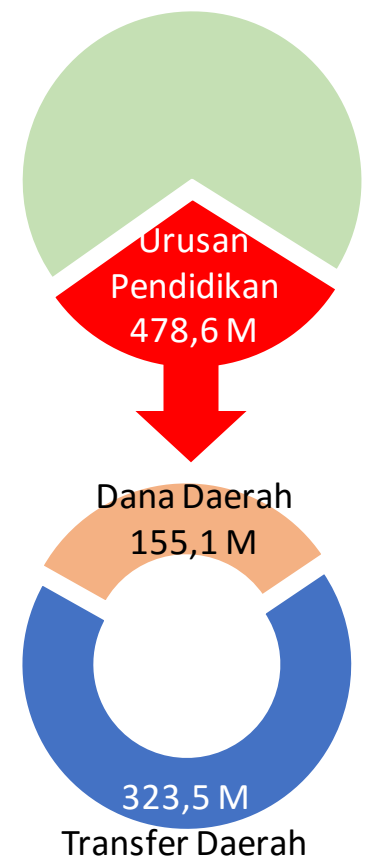 Urusan
Pendidikan
478,6 M
Dana Daerah
155,1 M
323,5 M
Transfer Daerah